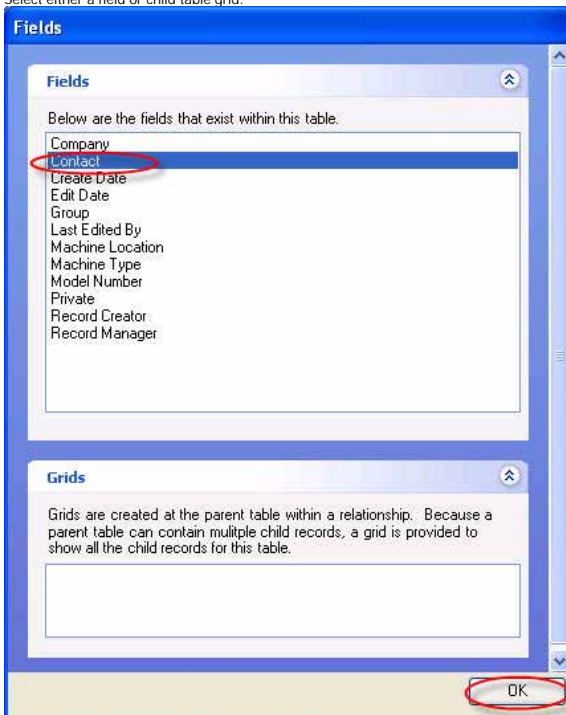 Select either a field or child table grid.
Fields
Fields
Below are the fields that exist within this table.
Company
Contact
Create Date
Edit Date
Group
Last Edited By
Machine Location
Machine Type
Model Number
Private
Record Creator
Record Manager
Grids
Grids are created at the parent table within a relationship. Because a
parent table can contain mulitple child records, a grid is provided to
show all the child records for this table.
OK